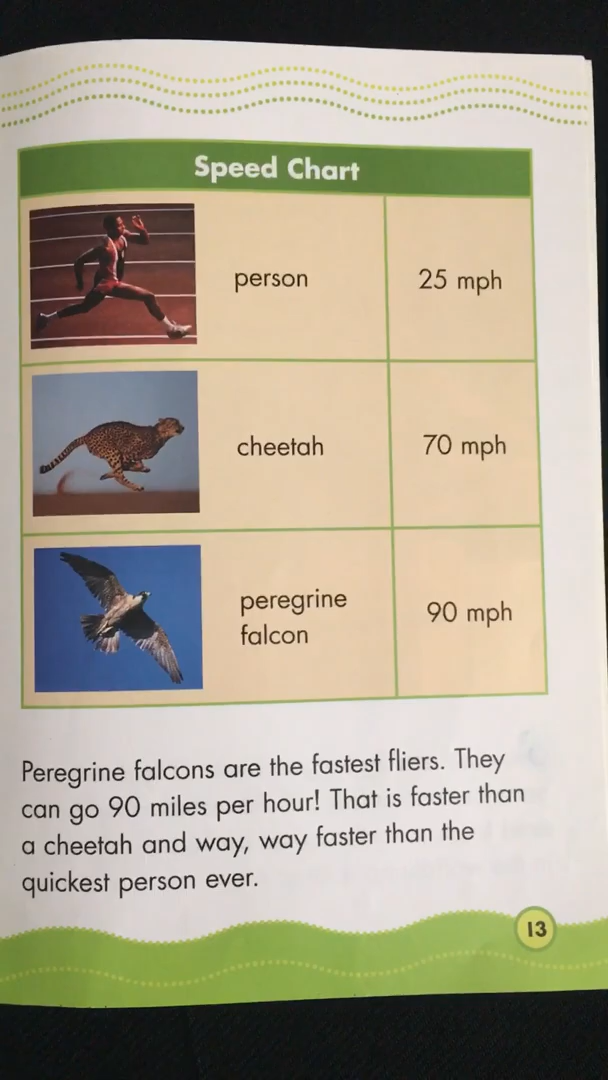 Speed Chart
person
25 mph
cheetah
70 mph
peregrine
falcon
90 mph
Peregrine falcons are the fastest fliers. They
can go 90 miles per hour! That is faster than
a cheetah and way, way faster than the
quickest person ever.
13